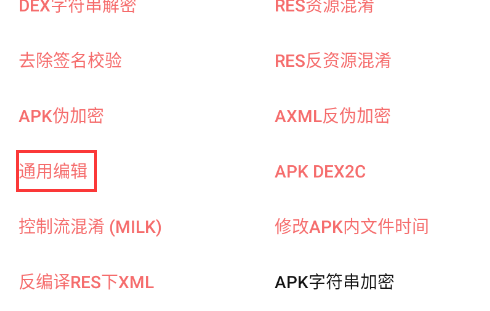 DEX字符串解密
RES资源混淆
去除签名校验
RES反资源混淆
APK伪加密
AXML反伪加密
通用编辑
APK DEX2C
控制流混淆 (MILK)
修改APK内文件时间
反编译RES下XML
APK字符串加密